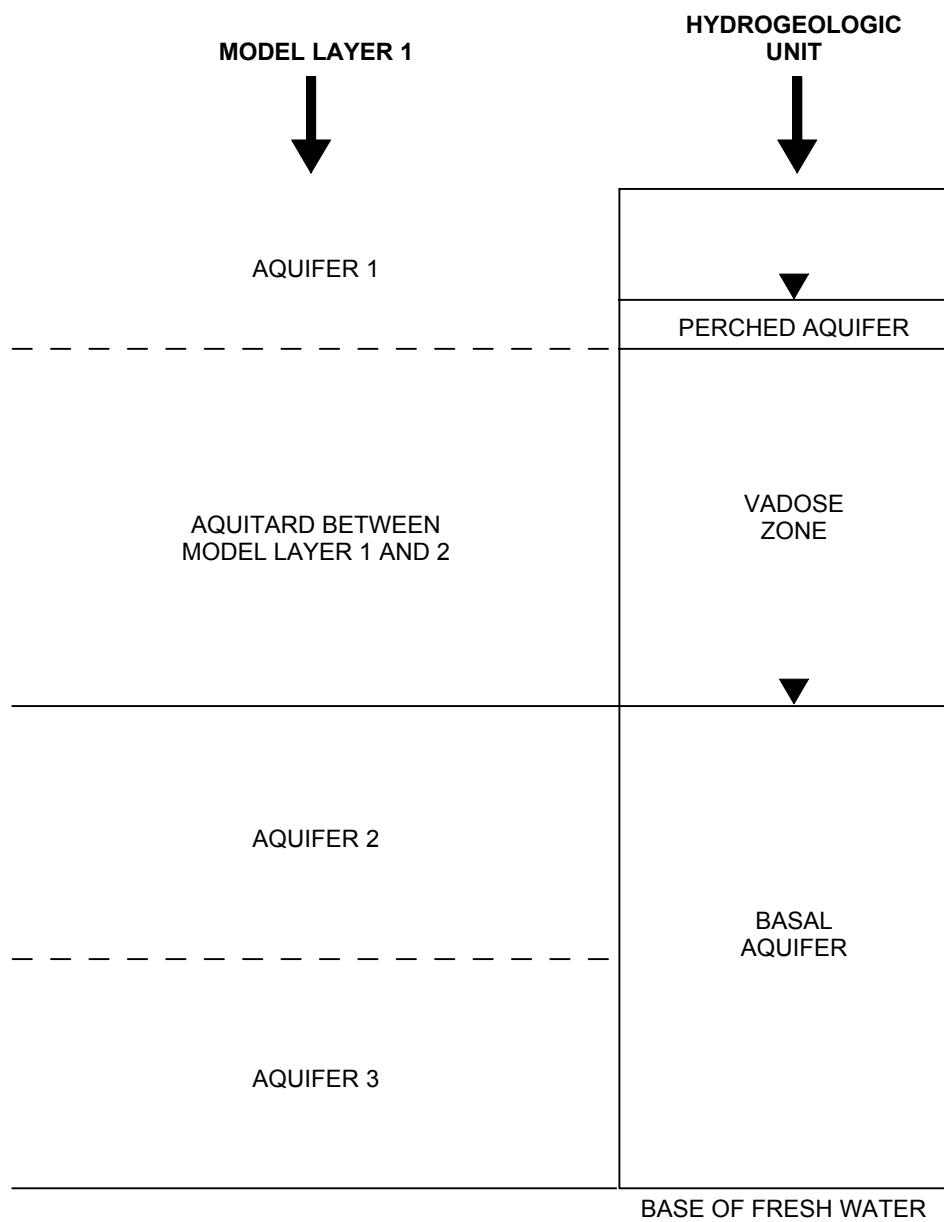 MODEL LAYER 1
HYDROGEOLOGIC
UNIT
AQUIFER 1
PERCHED AQUIFER
AQUITARD BETWEEN
MODEL LAYER 1 AND 2
VADOSE
ZONE
AQUIFER 2
BASAL
AQUIFER
AQUIFER 3
BASE OF FRESH WATER